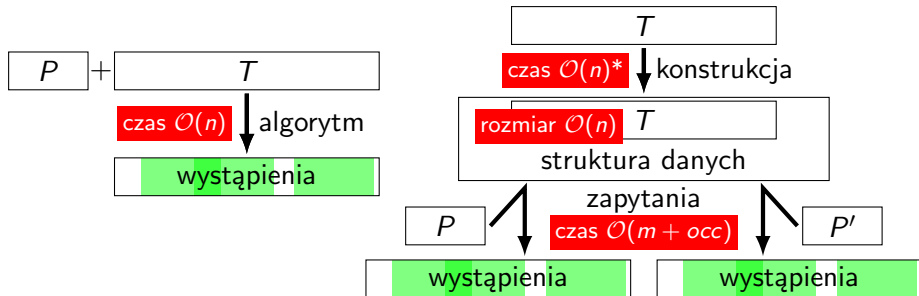 P + T
czas O(n) algorytm
wystąpienia
T
czas O(n)* konstrukcja
rozmiar O(n) T
struktura danych
zapytania
P czas O(m + occ) P′
wystąpienia wystąpienia